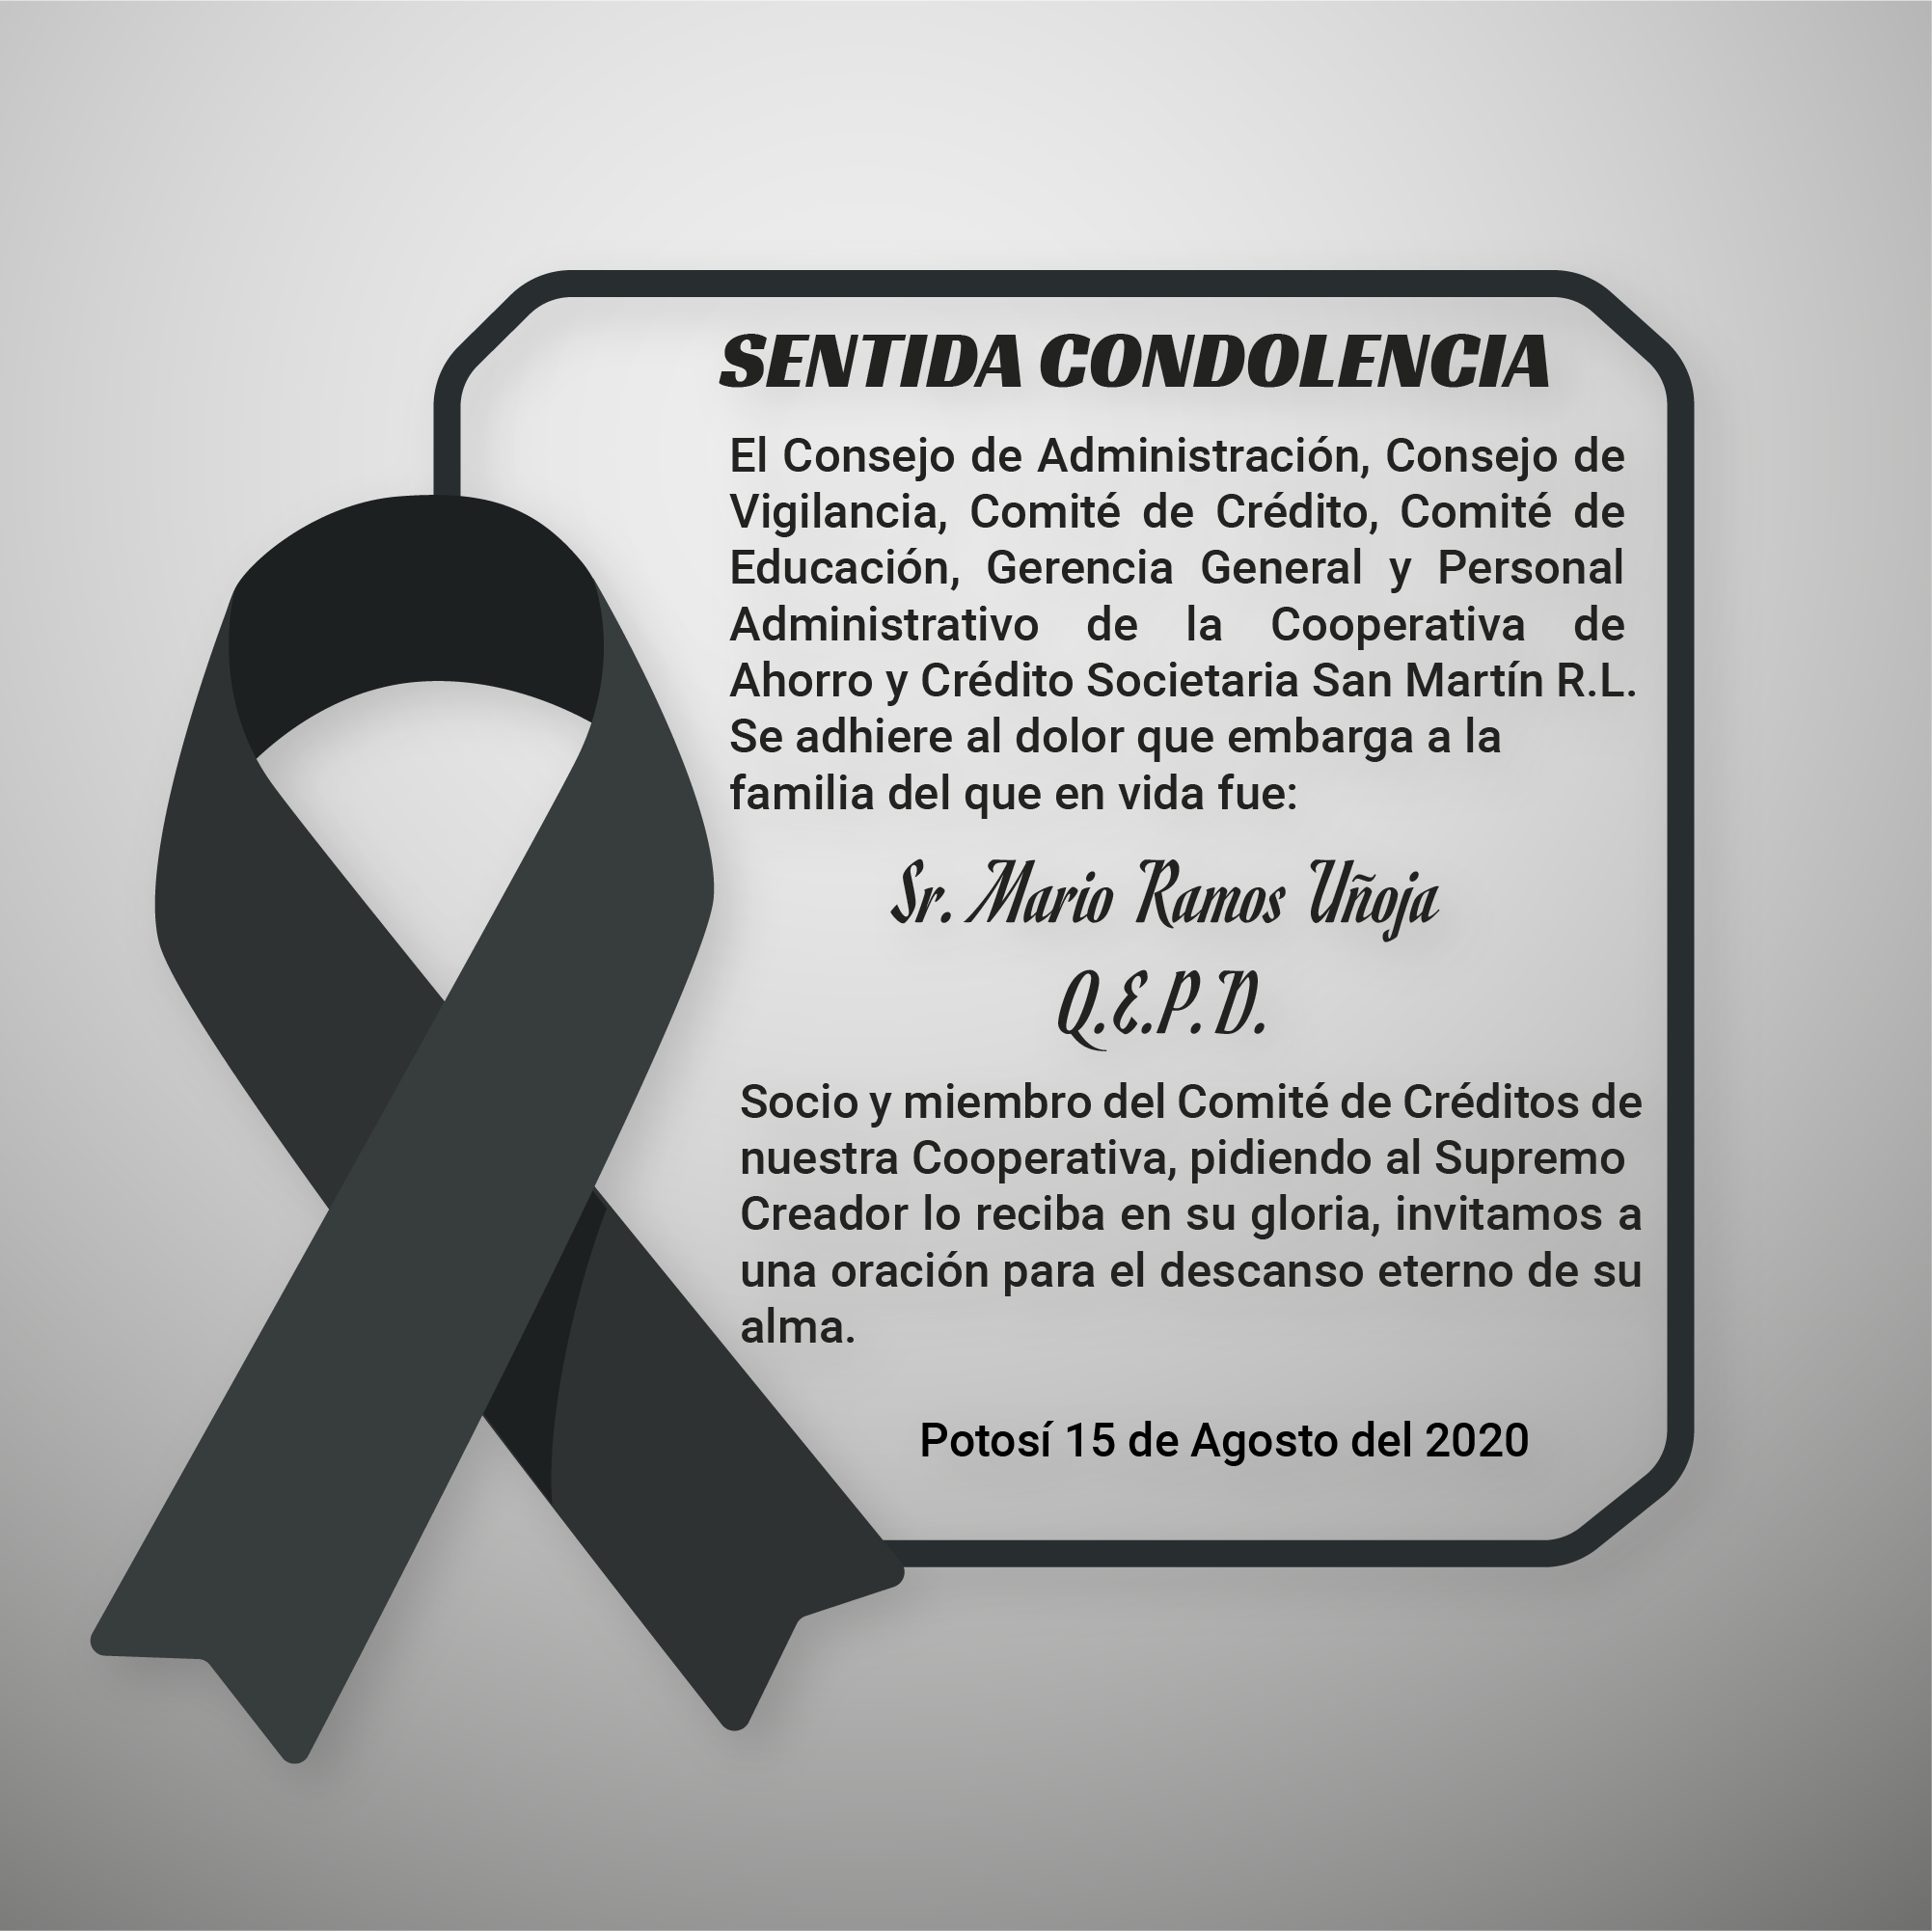 SENTIDA CONDOLENCIA
El Consejo de Administración, Consejo de
Vigilancia, Comité de Crédito, Comité de
Educación, Gerencia General y Personal
Administrativo de la Cooperativa de
Ahorro y Crédito Societaria San Martín R.L.
Se adhiere al dolor que embarga a la
familia del que en vida fue:
Sr. Mario Ramos Uñoja
Q.E.P.D.
Socio y miembro del Comité de Créditos de
nuestra Cooperativa, pidiendo al Supremo
Creador lo reciba en su gloria, invitamos a
una oración para el descanso eterno de su
alma.
Potosí 15 de Agosto del 2020